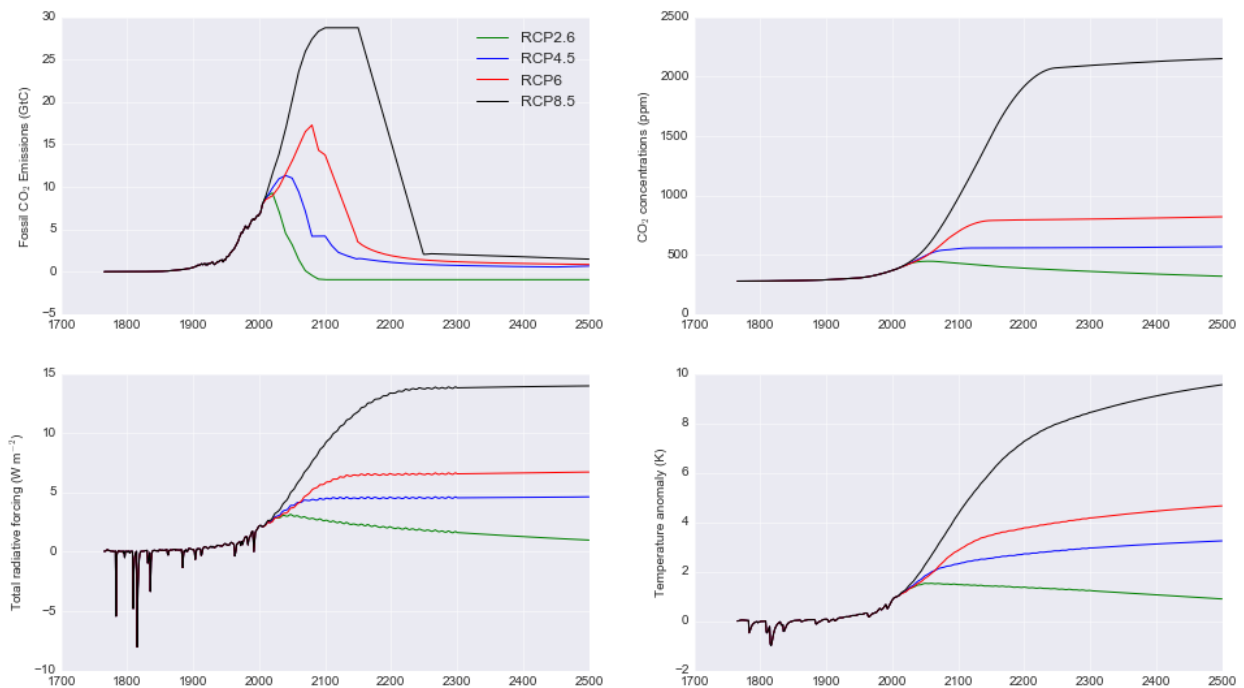 30
25
20
15
10
5
0
−5
Fossil CO₂ Emissions (GtC)
RCP2.6
RCP4.5
RCP6
RCP8.5
1700 1800 1900 2000 2100 2200 2300 2400 2500
2500
2000
1500
1000
500
0
CO₂ concentrations (ppm)
1700 1800 1900 2000 2100 2200 2300 2400 2500
15
10
5
0
−5
−10
Total radiative forcing (W m⁻²)
1700 1800 1900 2000 2100 2200 2300 2400 2500
10
8
6
4
2
0
−2
Temperature anomaly (K)
1700 1800 1900 2000 2100 2200 2300 2400 2500